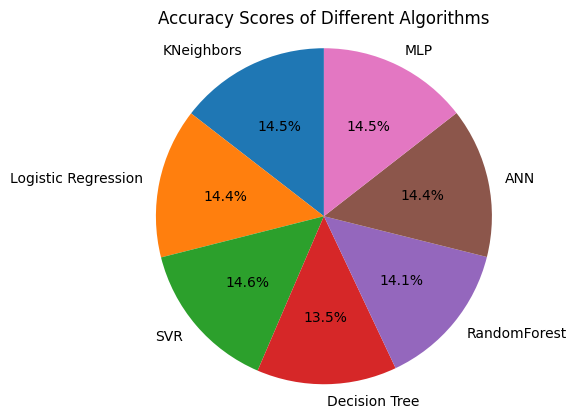 Accuracy Scores of Different Algorithms
KNeighbors
MLP
14.5%
14.5%
Logistic Regression
ANN
14.4%
14.4%
14.6%
14.1%
13.5%
SVR
RandomForest
Decision Tree